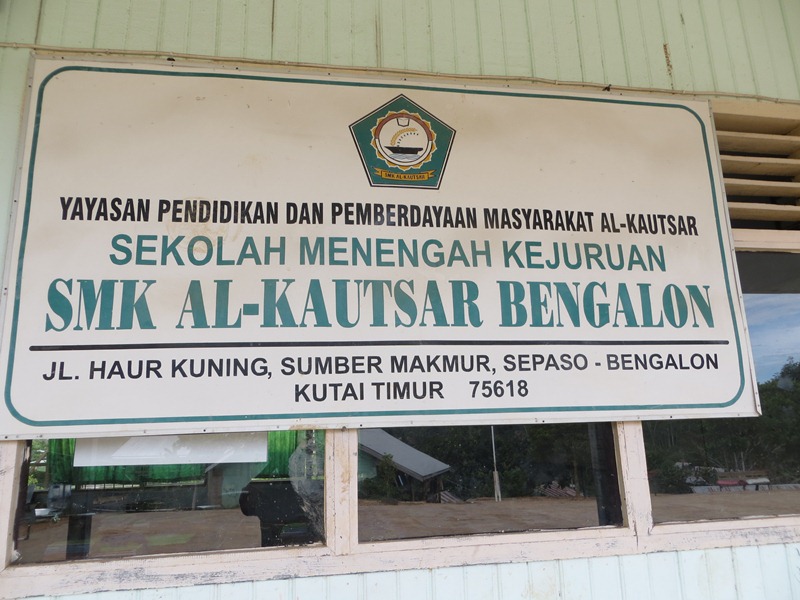 SMK AL-KAUTSAR
YAYASAN PENDIDIKAN DAN PEMBERDAYAAN MASYARAKAT AL-KAUTSAR
SEKOLAH MENENGAH KEJURUAN
SMK AL-KAUTSAR BENGALON
JL. HAUR KUNING, SUMBER MAKMUR, SEPASO - BENGALON
KUTAI TIMUR 75618